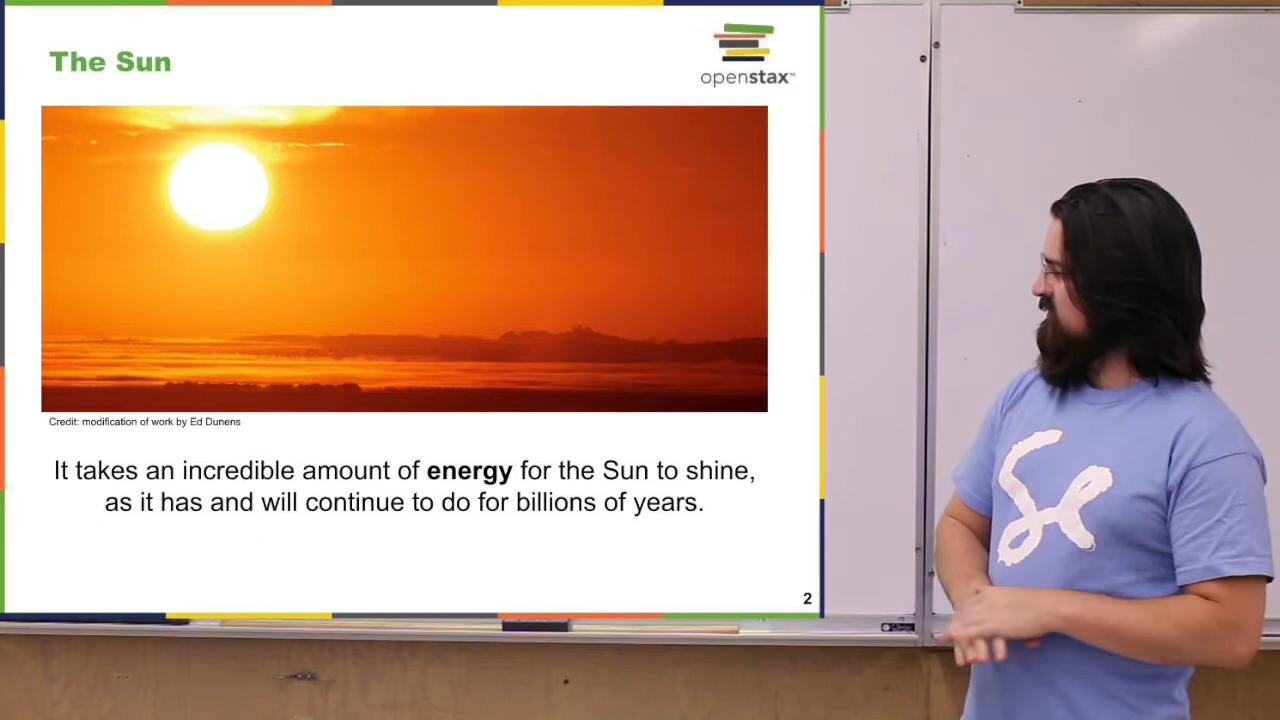 The Sun
openstax™
Credit: modification of work by Ed Dunens
It takes an incredible amount of energy for the Sun to shine,
as it has and will continue to do for billions of years.
2